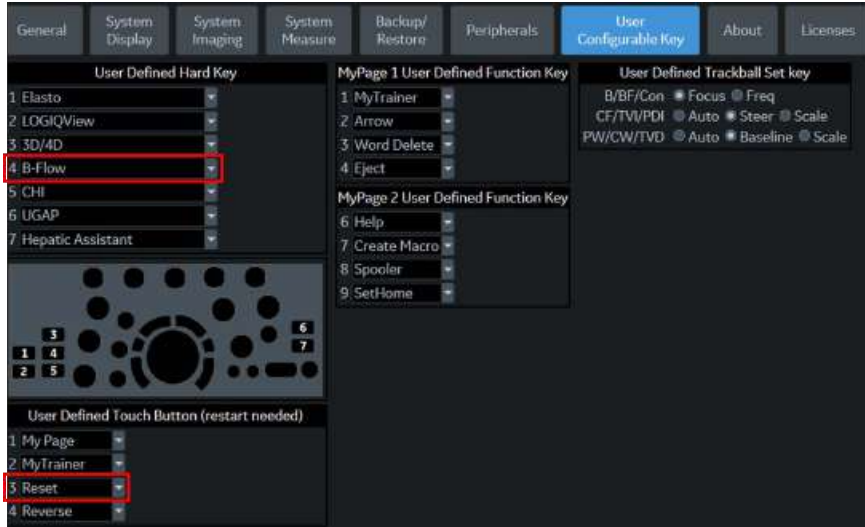 General
System Display
System Imaging
System Measure
Backup/ Restore
Peripherals
User Configurable Key
About
Licenses
User Defined Hard Key
1 Elasto
2 LOGIQView
3 3D/4D
4 B-Flow
5 CHI
6 UGAP
7 Hepatic Assistant
3
1 4
2 5
6
7
User Defined Touch Button (restart needed)
1 My Page
2 MyTrainer
3 Reset
4 Reverse
MyPage 1 User Defined Function Key
1 MyTrainer
2 Arrow
3 Word Delete
4 Eject
MyPage 2 User Defined Function Key
6 Help
7 Create Macro
8 Spooler
9 SetHome
User Defined Trackball Set key
B/BF/Con Focus Freq
CF/TVI/PDI Auto Steer Scale
PW/CW/TVD Auto Baseline Scale